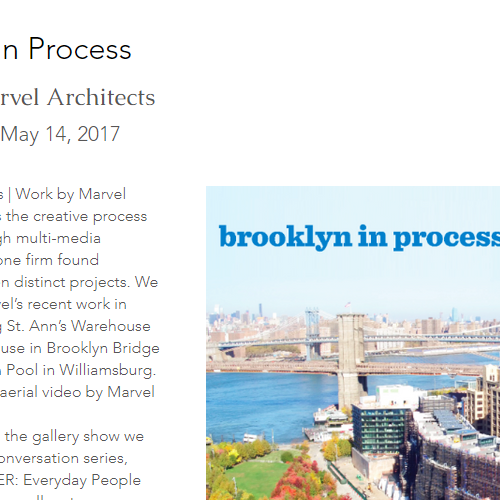 n Process
rvel Architects
May 14, 2017
s | Work by Marvel
s the creative process
gh multi-media
one firm found
n distinct projects. We
vel's recent work in
g St. Ann's Warehouse
use in Brooklyn Bridge
n Pool in Williamsburg.
aerial video by Marvel
the gallery show we
onversation series,
ER: Everyday People
brooklyn in process